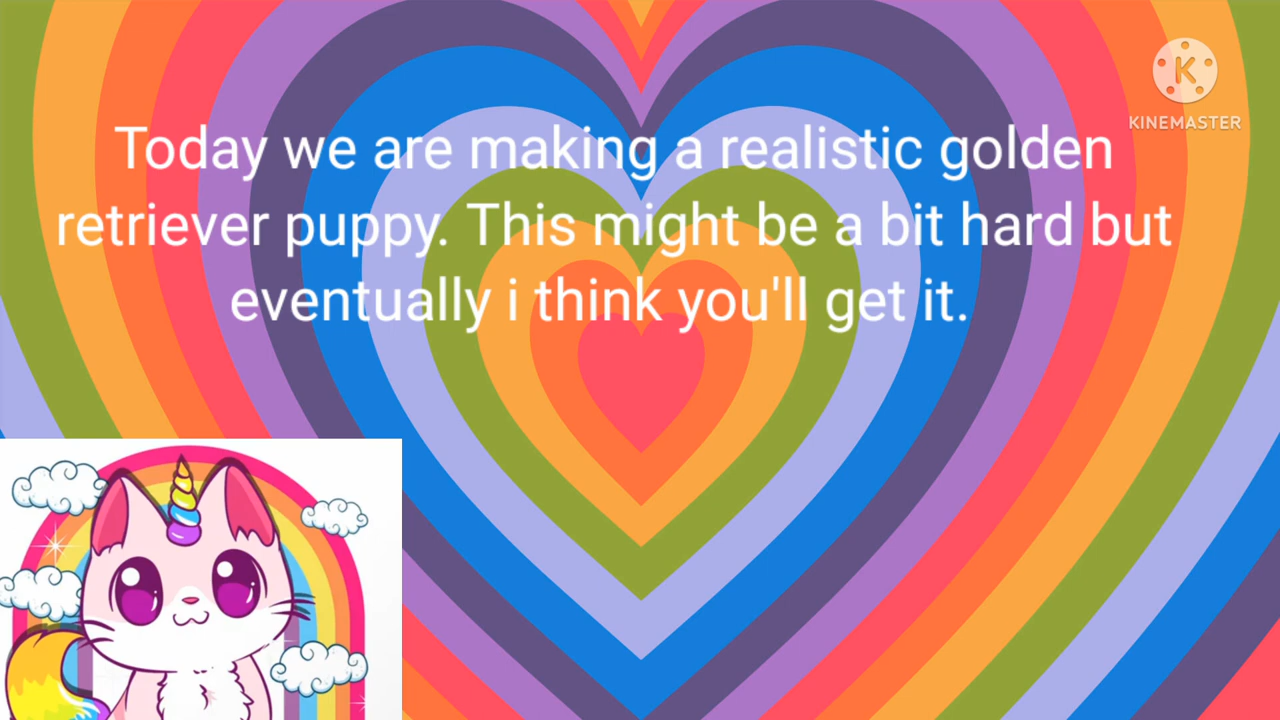 Today we are making a realistic golden
retriever puppy. This might be a bit hard but
eventually i think you'll get it.
K
KINEMASTER